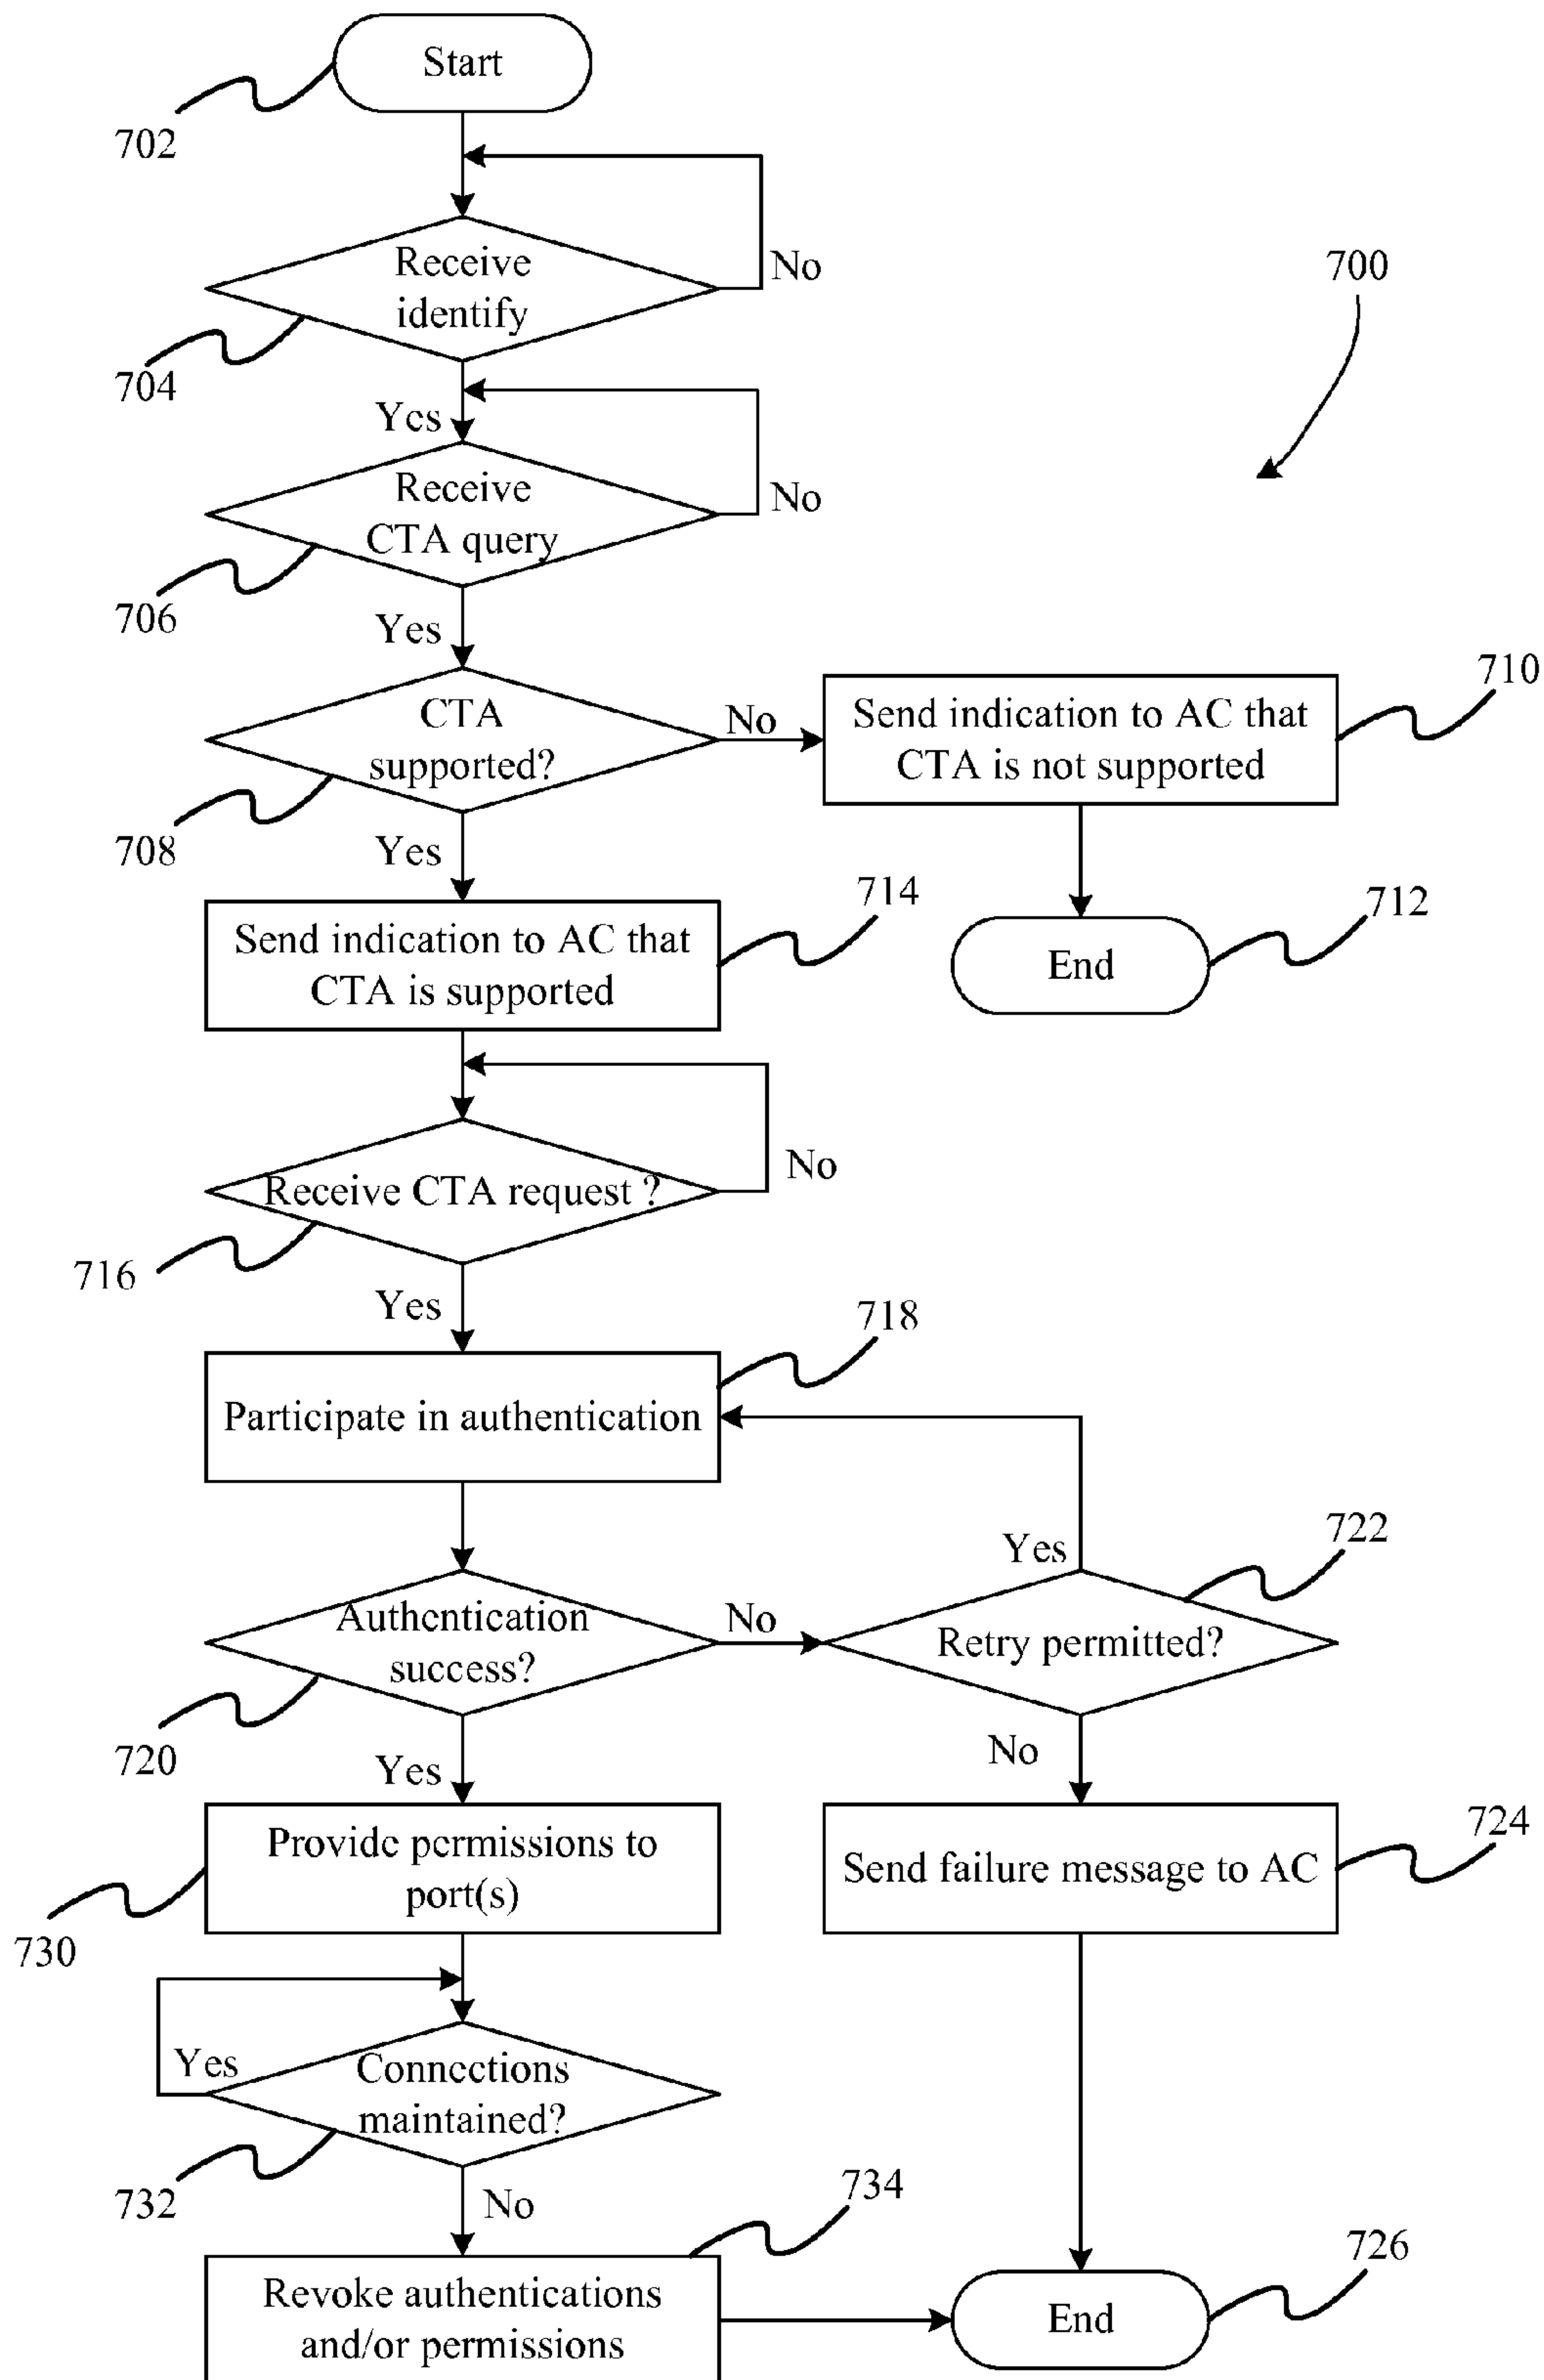 Start
702
Receive
identify
No
700
704
Yes
Receive
CTA query
No
706
Yes
CTA
supported?
No
Send indication to AC that
CTA is not supported
710
708
Yes
Send indication to AC that
CTA is supported
714
End
712
Receive CTA request ?
No
716
Yes
718
Participate in authentication
Yes
722
Authentication
success?
No
Retry permitted?
720
Yes
No
Provide permissions to
port(s)
Send failure message to AC
724
730
Yes
Connections
maintained?
732
No
734
Revoke authentications
and/or permissions
End
726